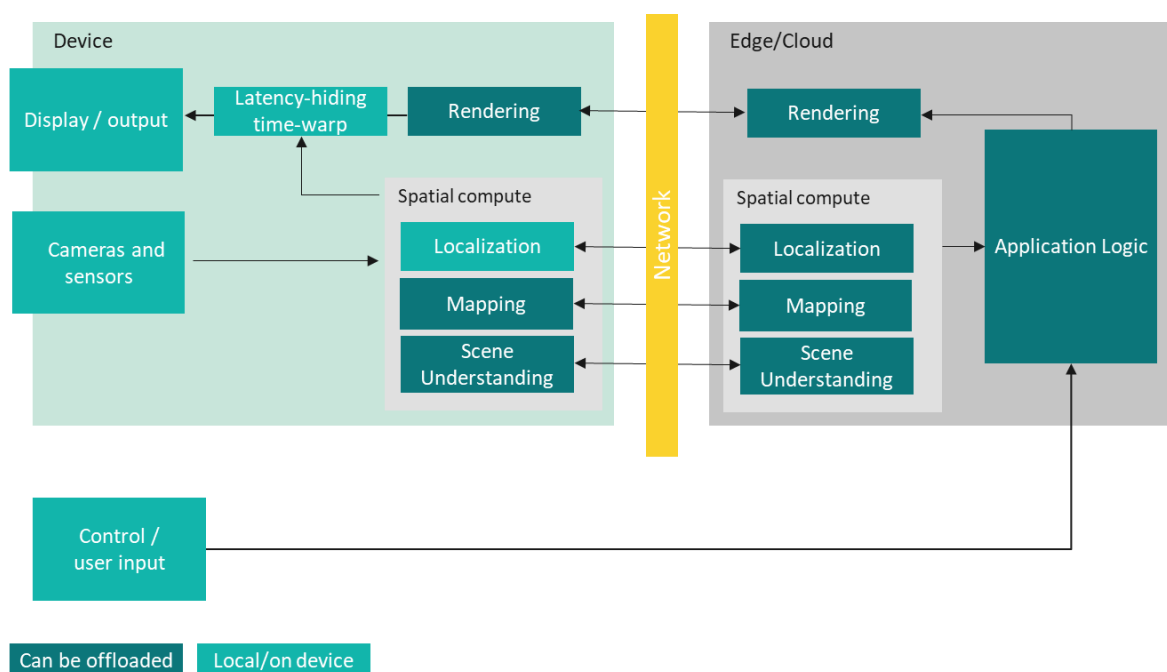 Device
Display / output
Latency-hiding
time-warp
Rendering
Cameras and
sensors
Spatial compute
Localization
Mapping
Scene
Understanding
Network
Edge/Cloud
Rendering
Spatial compute
Localization
Mapping
Scene
Understanding
Application Logic
Control /
user input
Can be offloaded
Local/on device